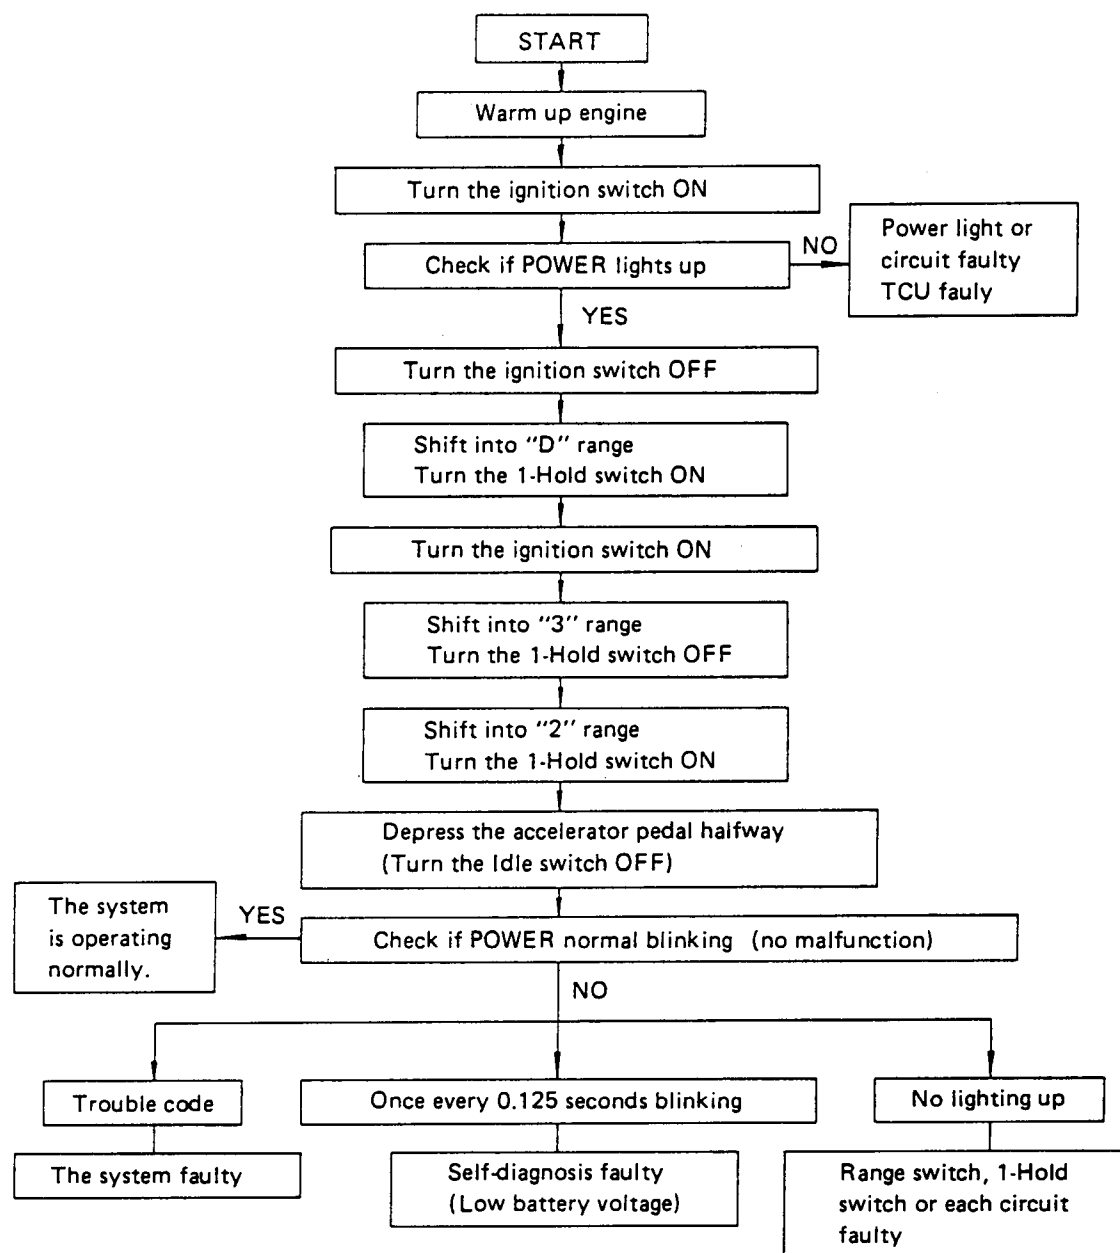 START
Warm up engine
Turn the ignition switch ON
Check if POWER lights up
NO
Power light or
circuit faulty
TCU fauly
YES
Turn the ignition switch OFF
Shift into "D" range
Turn the 1-Hold switch ON
Turn the ignition switch ON
Shift into "3" range
Turn the 1-Hold switch OFF
Shift into "2" range
Turn the 1-Hold switch ON
Depress the accelerator pedal halfway
(Turn the Idle switch OFF)
The system
is operating
normally.
YES
Check if POWER normal blinking (no malfunction)
NO
Trouble code
Once every 0.125 seconds blinking
No lighting up
The system faulty
Self-diagnosis faulty
(Low battery voltage)
Range switch, 1-Hold
switch or each circuit
faulty